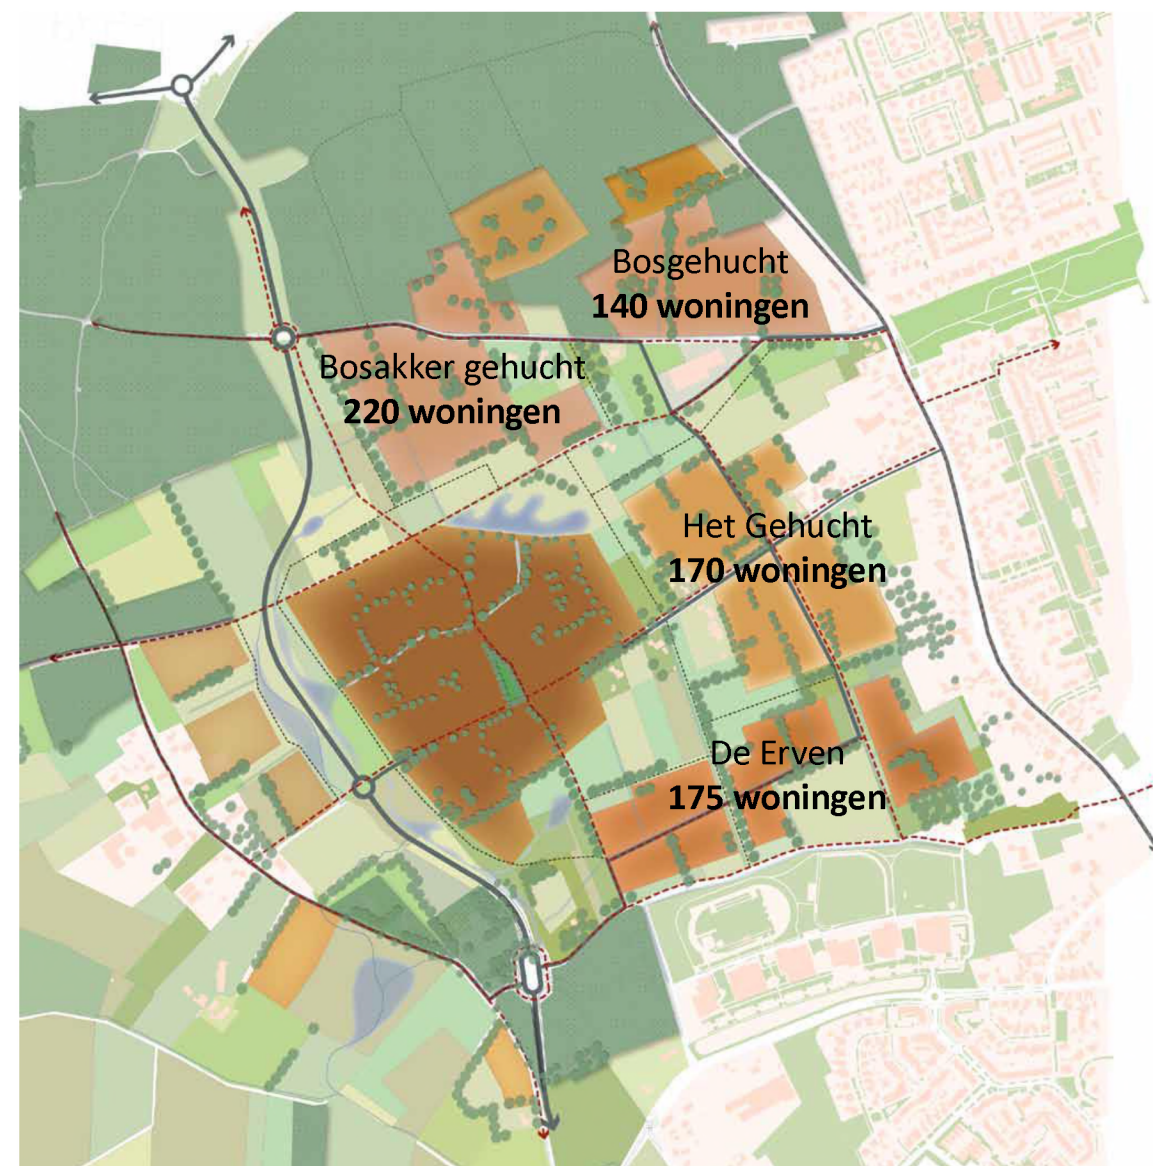 Bosgehucht
140 woningen
Bosakker gehucht
220 woningen
Het Gehucht
170 woningen
De Erven
175 woningen